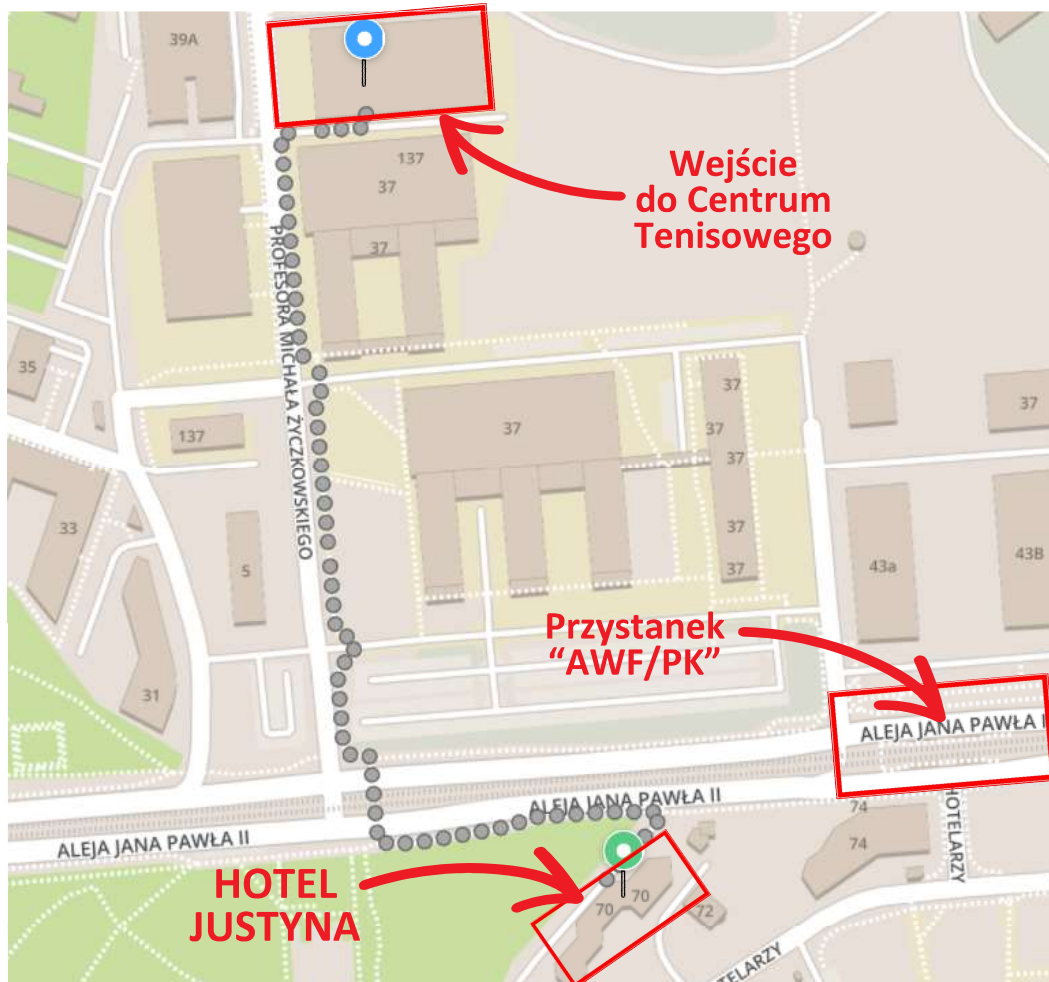 39A
Wejście
do Centrum
Tenisowego
137
37
37
PROFESORA MICHAŁA ŻYCZKOWSKIEGO
35
37
37
137
37
37
37
33
37
5
37
43a
43B
Przystanek
“AWF/PK”
31
ALEJA JANA PAWŁA I
ALEJA JANA PAWŁA II
74
HOTELARZY
ALEJA JANA PAWŁA II
74
HOTEL
JUSTYNA
70
70
72
TELARZY